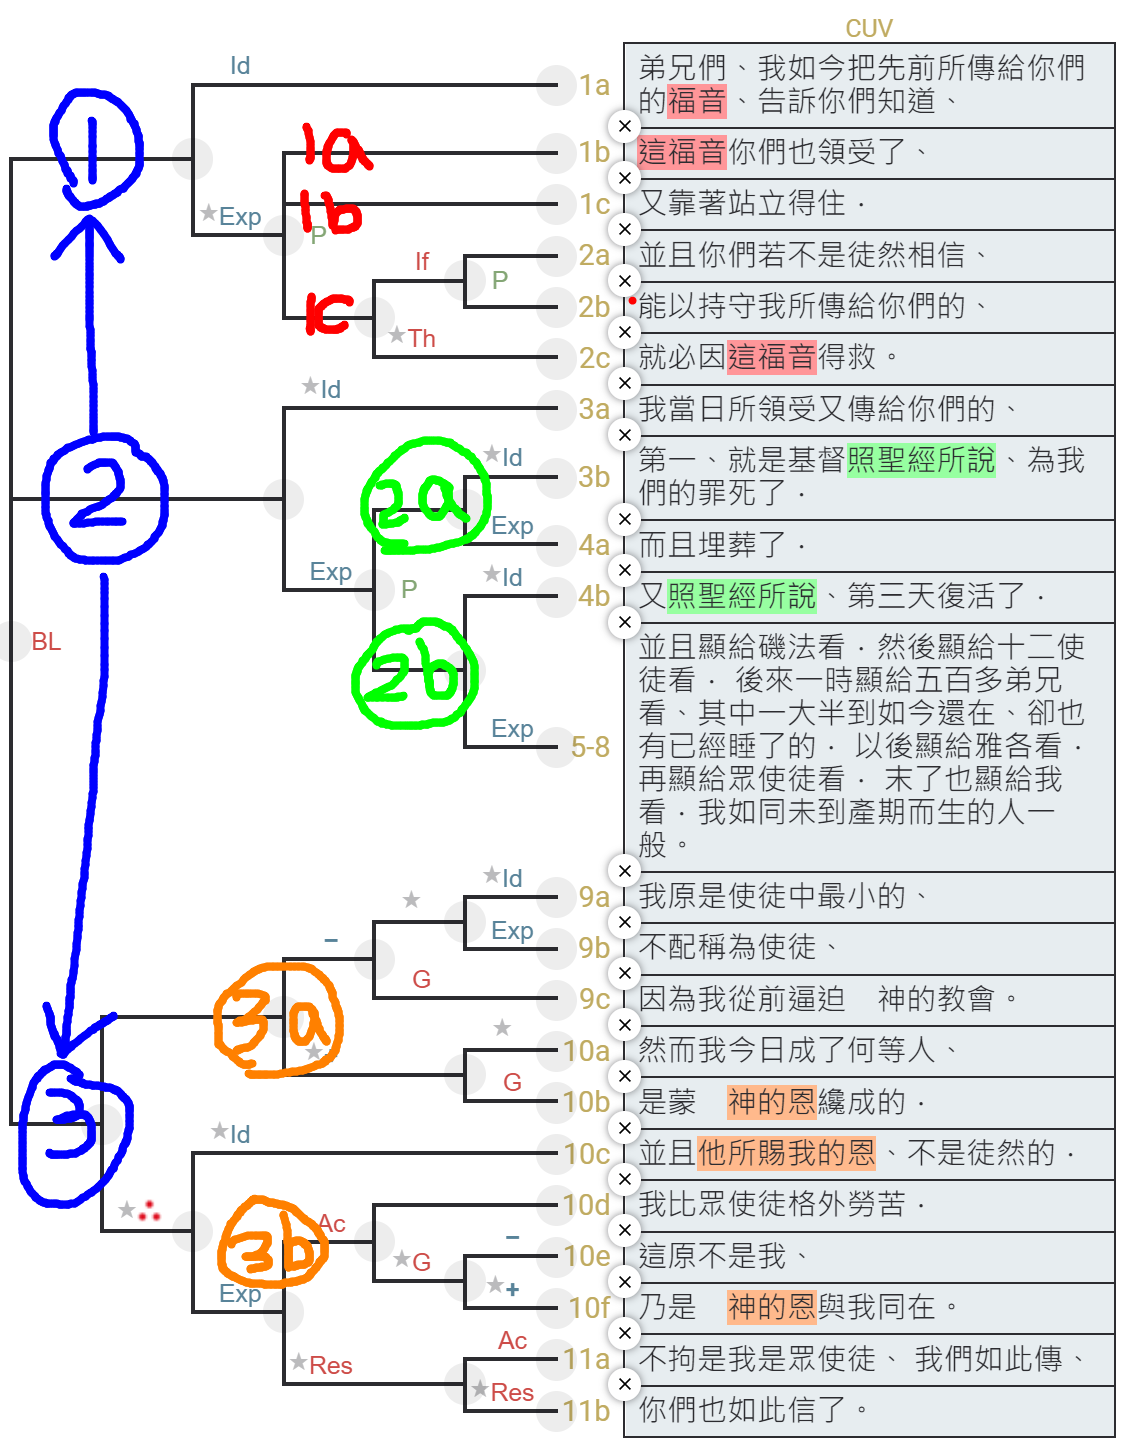 CUV
Id
1
1a
弟兄們、我如今把先前所傳給你們
的福音、告訴你們知道、
1a
1b
這福音你們也領受了、
★Exp
1b
P
1c
又靠著站立得住．
If
2a
並且你們若不是徒然相信、
P
1c
2b
能以持守我所傳給你們的、
★Th
2c
就必因這福音得救。
★Id
3a
我當日所領受又傳給你們的、
2
2a
★Id
3b
第一、就是基督照聖經所說、為我
們的罪死了．
Exp
4a
而且埋葬了．
Exp
P
★Id
4b
又照聖經所說、第三天復活了．
BL
2b
Exp
5-8
並且顯給磯法看．然後顯給十二使
徒看． 後來一時顯給五百多弟兄
看、其中一大半到如今還在、卻也
有已經睡了的． 以後顯給雅各看．
再顯給眾使徒看． 末了也顯給我
看．我如同未到產期而生的人一
般。
★
★Id
9a
我原是使徒中最小的、
−
Exp
9b
不配稱為使徒、
G
9c
因為我從前逼迫　神的教會。
3a
★
★
10a
然而我今日成了何等人、
G
10b
是蒙　神的恩纔成的．
3
★Id
10c
並且他所賜我的恩、不是徒然的．
★∴
3b
Ac
10d
我比眾使徒格外勞苦．
★G
−
10e
這原不是我、
Exp
★+
10f
乃是　神的恩與我同在。
★Res
Ac
11a
不拘是我是眾使徒、 我們如此傳、
★Res
11b
你們也如此信了。